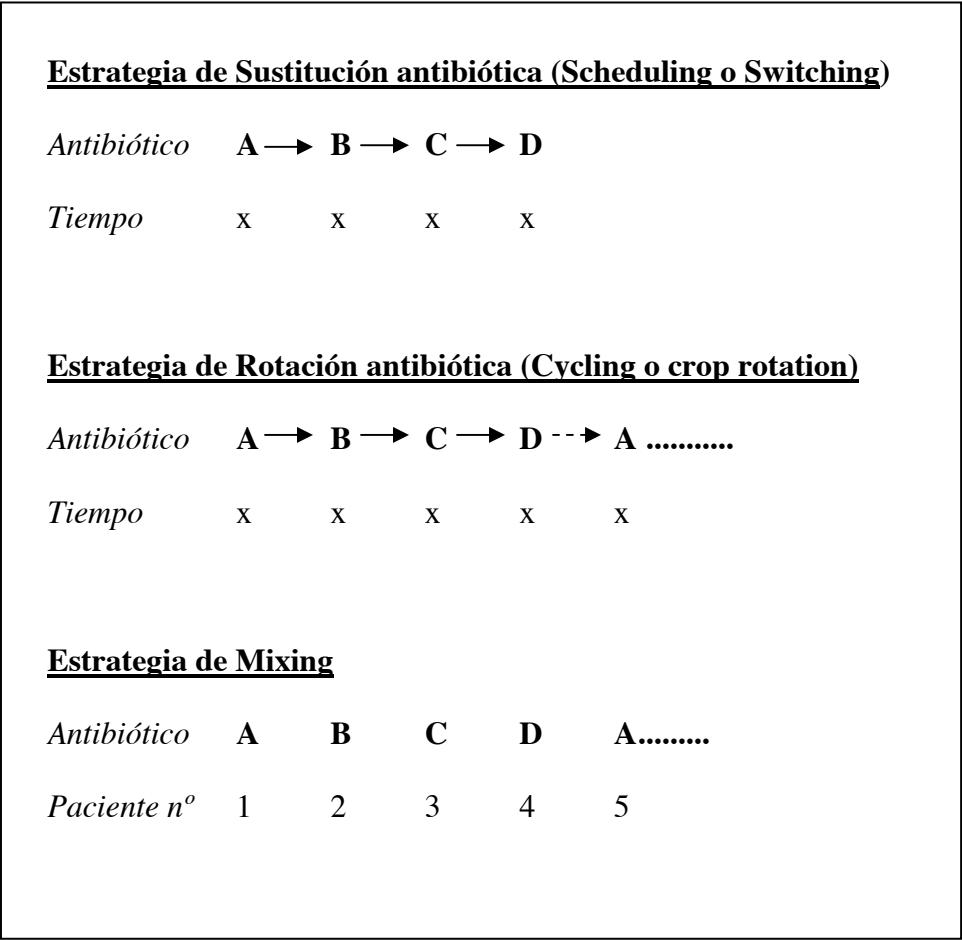 Estrategia de Sustitución antibiótica (Scheduling o Switching)
Antibiótico A B C D
Tiempo x x x x
Estrategia de Rotación antibiótica (Cycling o crop rotation)
Antibiótico A B C D A ...........
Tiempo x x x x x
Estrategia de Mixing
Antibiótico A B C D A.........
Paciente nº 1 2 3 4 5